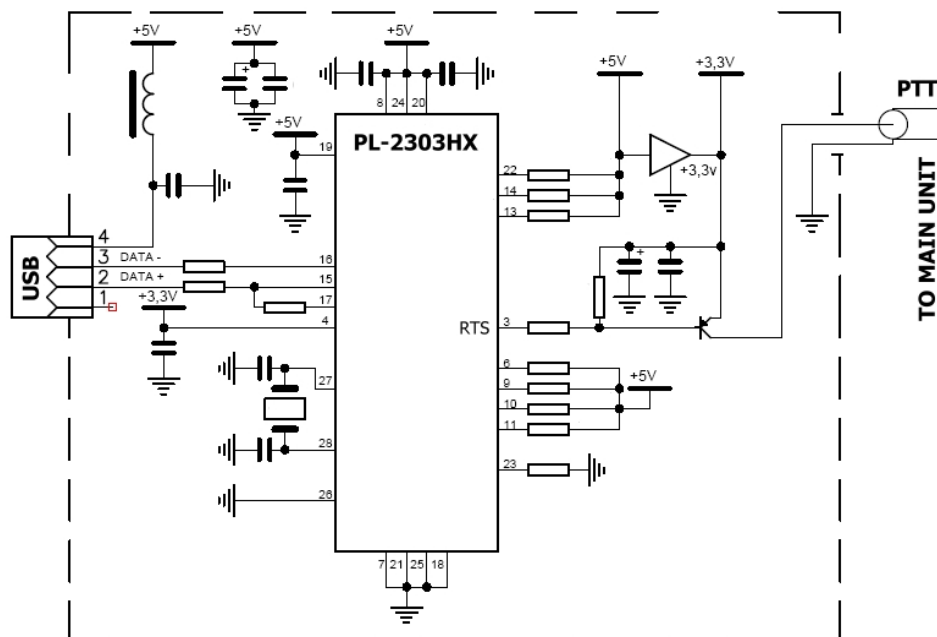 +5V
+5V
+5V
+5V
+3,3V
PTT
8
24
20
+5V
19
PL-2303HX
22
14
13
+3,3v
TO MAIN UNIT
USB
4
3
DATA -
16
2
DATA +
15
1
17
+3,3V
4
RTS
3
27
28
26
6
9
10
11
+5V
23
7
21
25
18